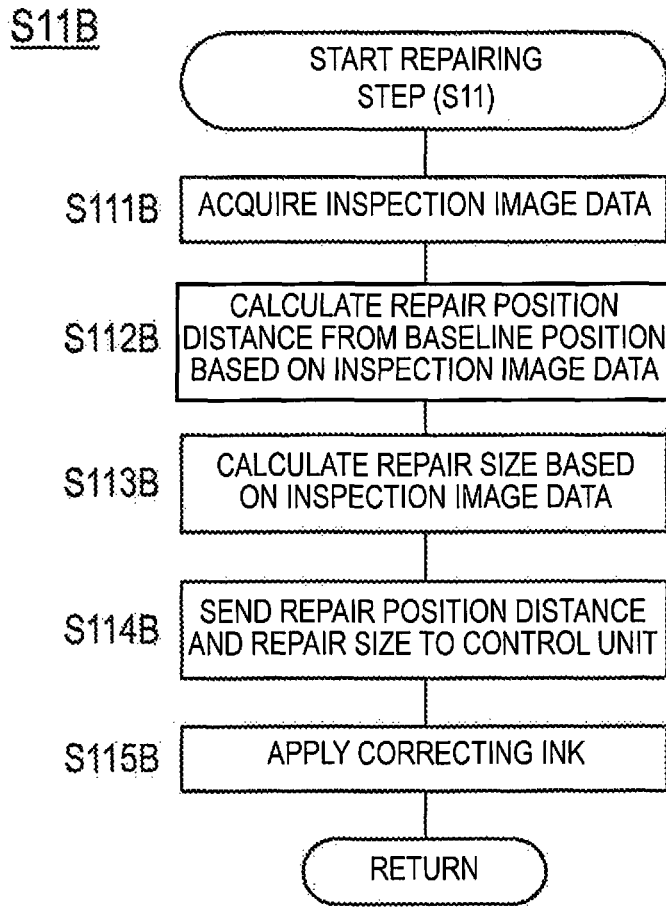 S11B
START REPAIRING
STEP (S11)
S111B
ACQUIRE INSPECTION IMAGE DATA
S112B
CALCULATE REPAIR POSITION
DISTANCE FROM BASELINE POSITION
BASED ON INSPECTION IMAGE DATA
S113B
CALCULATE REPAIR SIZE BASED
ON INSPECTION IMAGE DATA
S114B
SEND REPAIR POSITION DISTANCE
AND REPAIR SIZE TO CONTROL UNIT
S115B
APPLY CORRECTING INK
RETURN